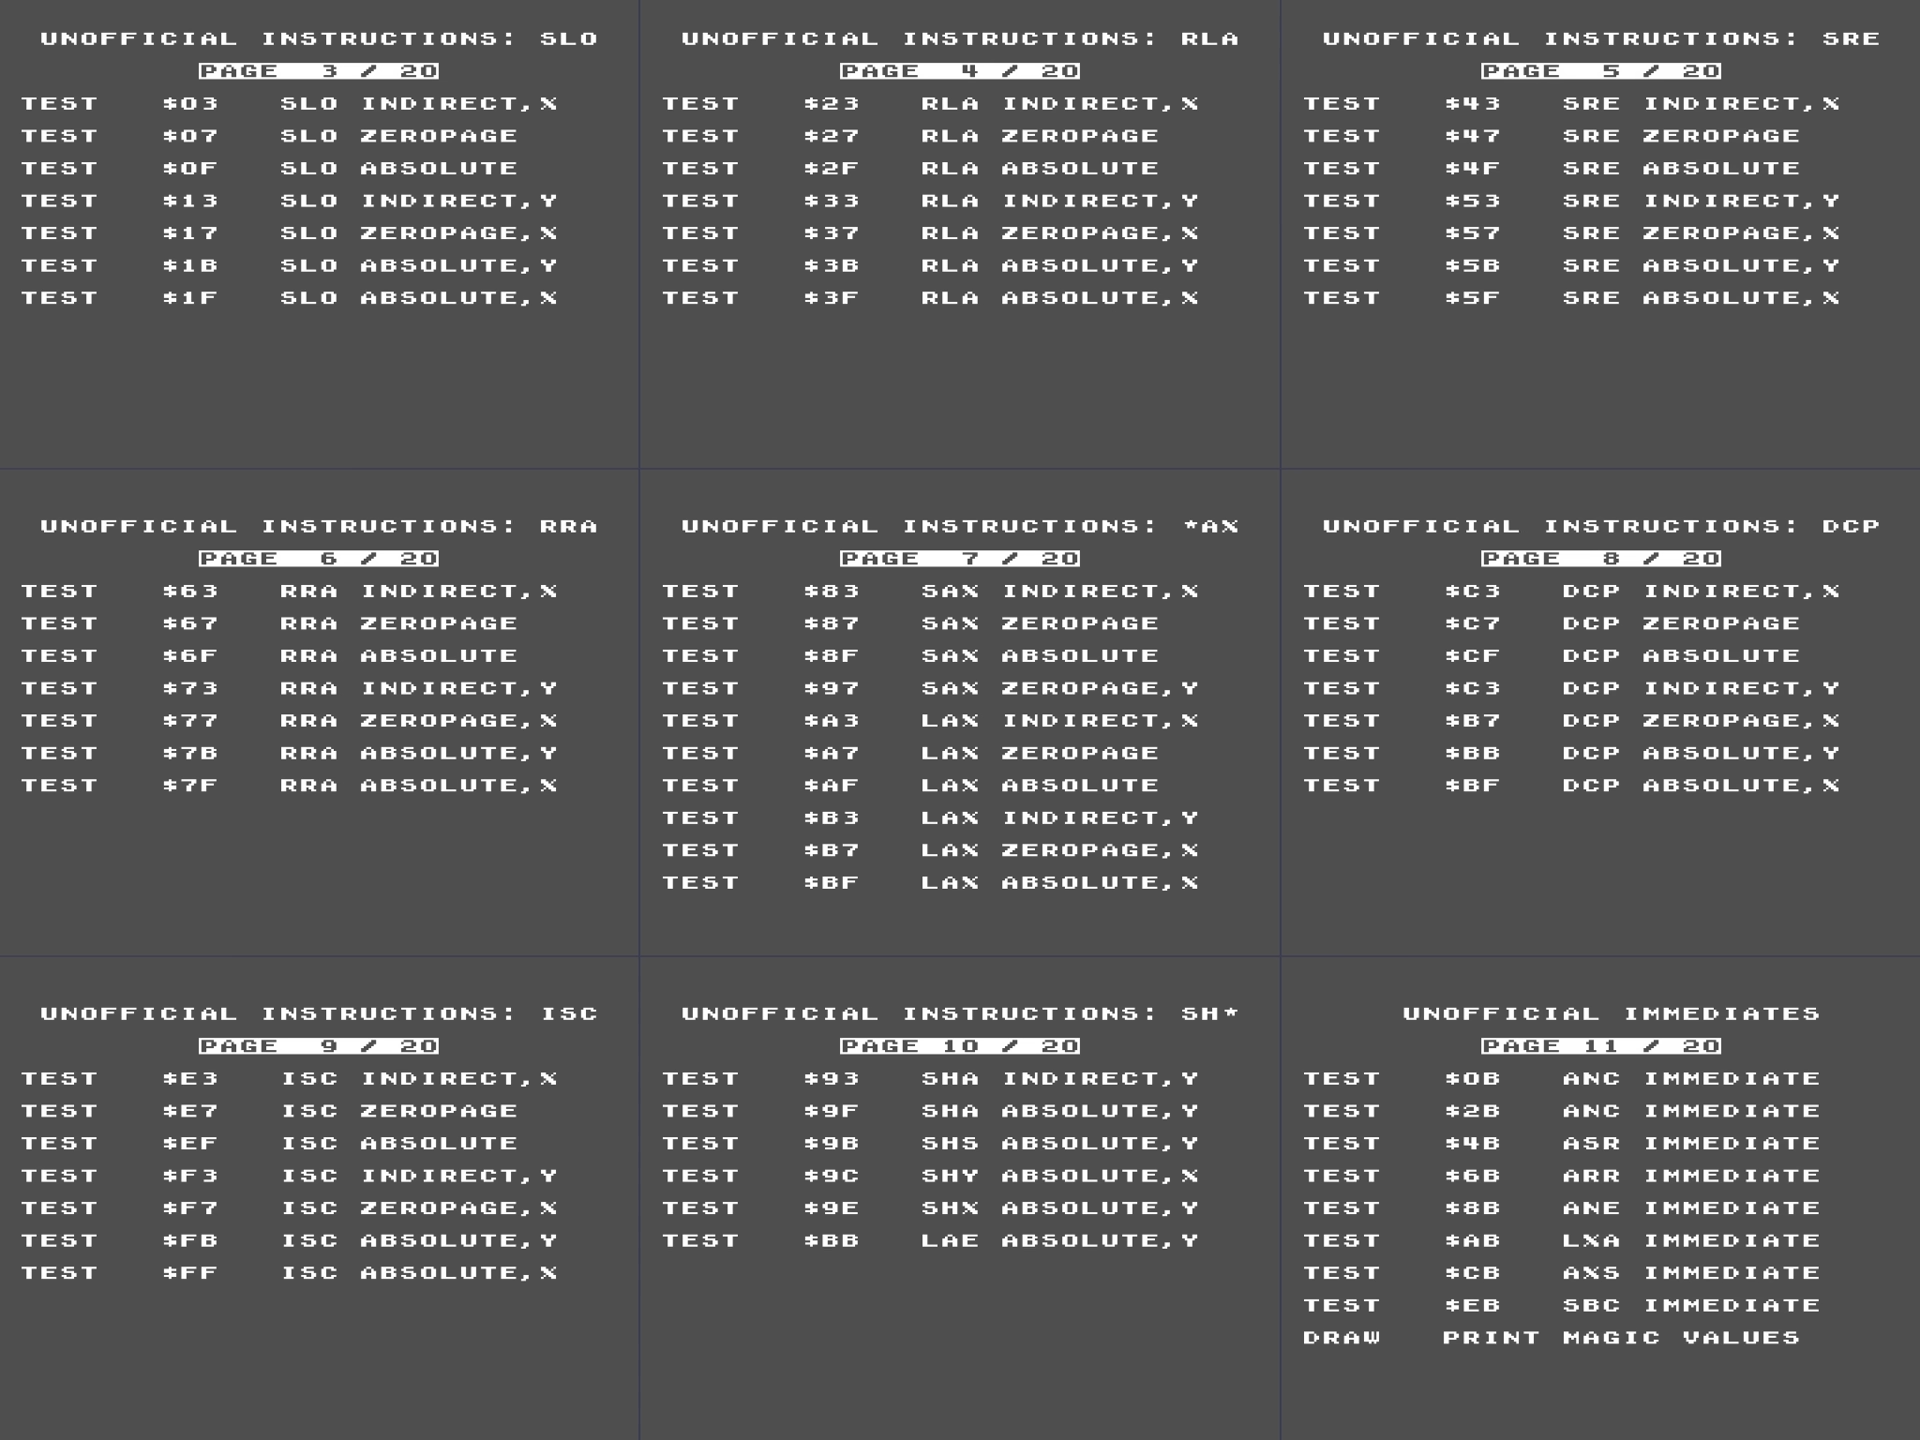 UNOFFICIAL INSTRUCTIONS: SLO
PAGE 3 / 20
TEST $03 SLO INDIRECT,X
TEST $07 SLO ZEROPAGE
TEST $0F SLO ABSOLUTE
TEST $13 SLO INDIRECT,Y
TEST $17 SLO ZEROPAGE,X
TEST $1B SLO ABSOLUTE,Y
TEST $1F SLO ABSOLUTE,X
UNOFFICIAL INSTRUCTIONS: RLA
PAGE 4 / 20
TEST $23 RLA INDIRECT,X
TEST $27 RLA ZEROPAGE
TEST $2F RLA ABSOLUTE
TEST $33 RLA INDIRECT,Y
TEST $37 RLA ZEROPAGE,X
TEST $3B RLA ABSOLUTE,Y
TEST $3F RLA ABSOLUTE,X
UNOFFICIAL INSTRUCTIONS: SRE
PAGE 5 / 20
TEST $43 SRE INDIRECT,X
TEST $47 SRE ZEROPAGE
TEST $4F SRE ABSOLUTE
TEST $53 SRE INDIRECT,Y
TEST $57 SRE ZEROPAGE,X
TEST $5B SRE ABSOLUTE,Y
TEST $5F SRE ABSOLUTE,X
UNOFFICIAL INSTRUCTIONS: RRA
PAGE 6 / 20
TEST $63 RRA INDIRECT,X
TEST $67 RRA ZEROPAGE
TEST $6F RRA ABSOLUTE
TEST $73 RRA INDIRECT,Y
TEST $77 RRA ZEROPAGE,X
TEST $7B RRA ABSOLUTE,Y
TEST $7F RRA ABSOLUTE,X
UNOFFICIAL INSTRUCTIONS: *AX
PAGE 7 / 20
TEST $83 SAX INDIRECT,X
TEST $87 SAX ZEROPAGE
TEST $8F SAX ABSOLUTE
TEST $97 SAX ZEROPAGE,Y
TEST $A3 LAX INDIRECT,X
TEST $A7 LAX ZEROPAGE
TEST $AF LAX ABSOLUTE
TEST $B3 LAX INDIRECT,Y
TEST $B7 LAX ZEROPAGE,X
TEST $BF LAX ABSOLUTE,X
UNOFFICIAL INSTRUCTIONS: DCP
PAGE 8 / 20
TEST $C3 DCP INDIRECT,X
TEST $C7 DCP ZEROPAGE
TEST $CF DCP ABSOLUTE
TEST $C3 DCP INDIRECT,Y
TEST $B7 DCP ZEROPAGE,X
TEST $BB DCP ABSOLUTE,Y
TEST $BF DCP ABSOLUTE,X
UNOFFICIAL INSTRUCTIONS: ISC
PAGE 9 / 20
TEST $E3 ISC INDIRECT,X
TEST $E7 ISC ZEROPAGE
TEST $EF ISC ABSOLUTE
TEST $F3 ISC INDIRECT,Y
TEST $F7 ISC ZEROPAGE,X
TEST $FB ISC ABSOLUTE,Y
TEST $FF ISC ABSOLUTE,X
UNOFFICIAL INSTRUCTIONS: SH*
PAGE 10 / 20
TEST $93 SHA INDIRECT,Y
TEST $9F SHA ABSOLUTE,Y
TEST $9B SHS ABSOLUTE,Y
TEST $9C SHY ABSOLUTE,X
TEST $9E SHX ABSOLUTE,Y
TEST $BB LAE ABSOLUTE,Y
UNOFFICIAL IMMEDIATES
PAGE 11 / 20
TEST $0B ANC IMMEDIATE
TEST $2B ANC IMMEDIATE
TEST $4B ASR IMMEDIATE
TEST $6B ARR IMMEDIATE
TEST $8B ANE IMMEDIATE
TEST $AB LXA IMMEDIATE
TEST $CB AXS IMMEDIATE
TEST $EB SBC IMMEDIATE
DRAW PRINT MAGIC VALUES